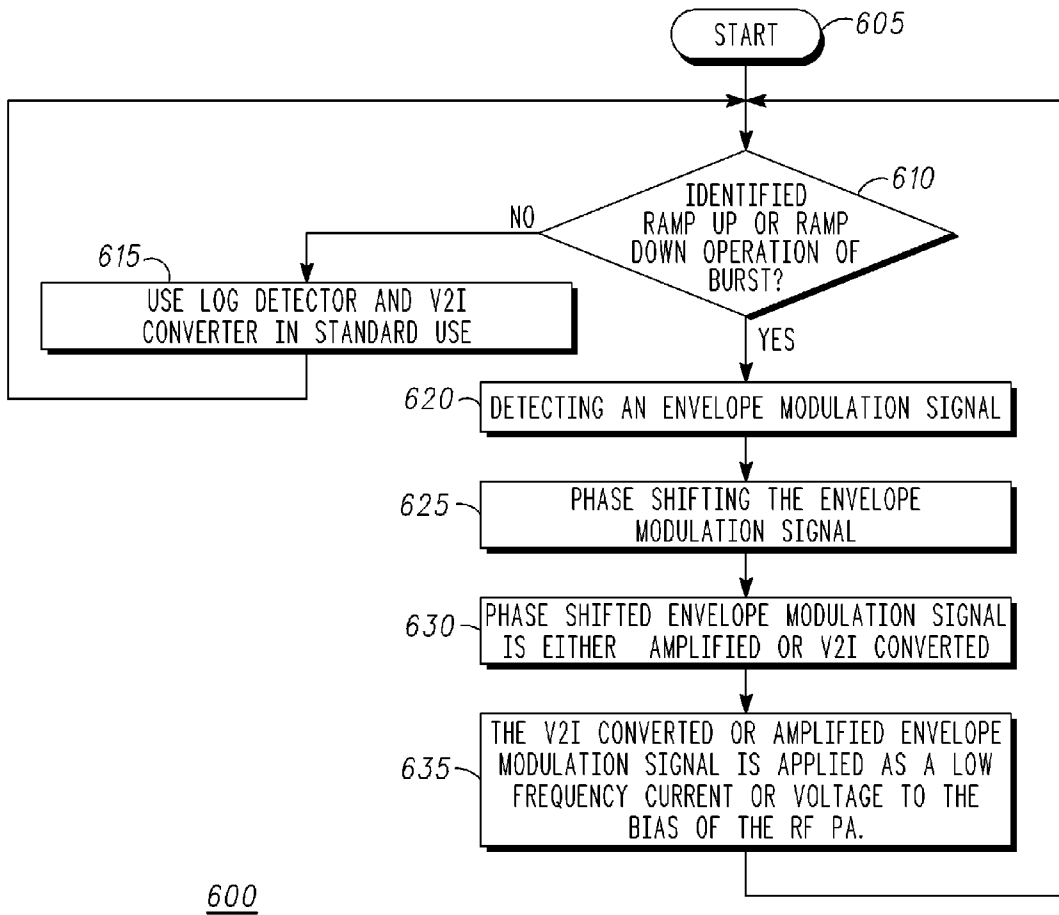 START
605
IDENTIFIED
RAMP UP OR RAMP
DOWN OPERATION OF
BURST?
610
NO
YES
615
USE LOG DETECTOR AND V2I
CONVERTER IN STANDARD USE
620
DETECTING AN ENVELOPE MODULATION SIGNAL
625
PHASE SHIFTING THE ENVELOPE
MODULATION SIGNAL
630
PHASE SHIFTED ENVELOPE MODULATION SIGNAL
IS EITHER AMPLIFIED OR V2I CONVERTED
635
THE V2I CONVERTED OR AMPLIFIED ENVELOPE
MODULATION SIGNAL IS APPLIED AS A LOW
FREQUENCY CURRENT OR VOLTAGE TO THE
BIAS OF THE RF PA.
600